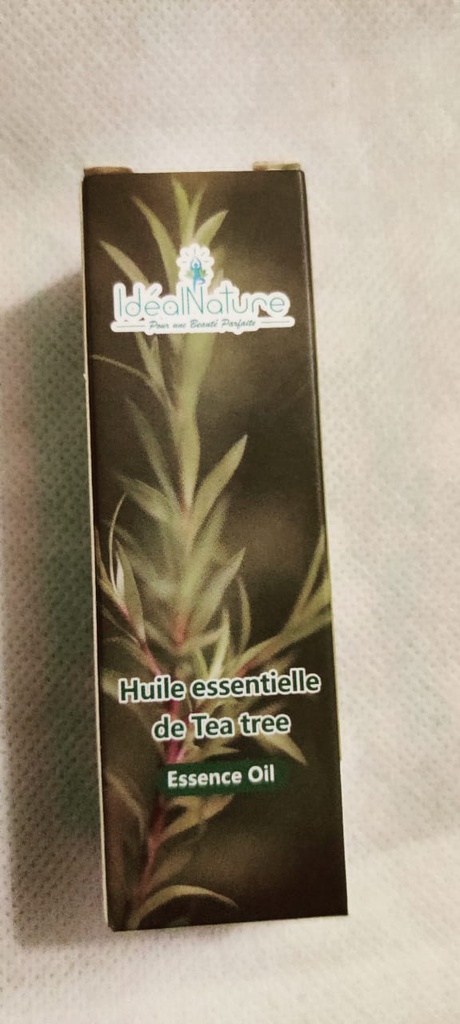 IdéalNature
Pour une Beauté Parfaite
Huile essentielle
de Tea tree
Essence Oil